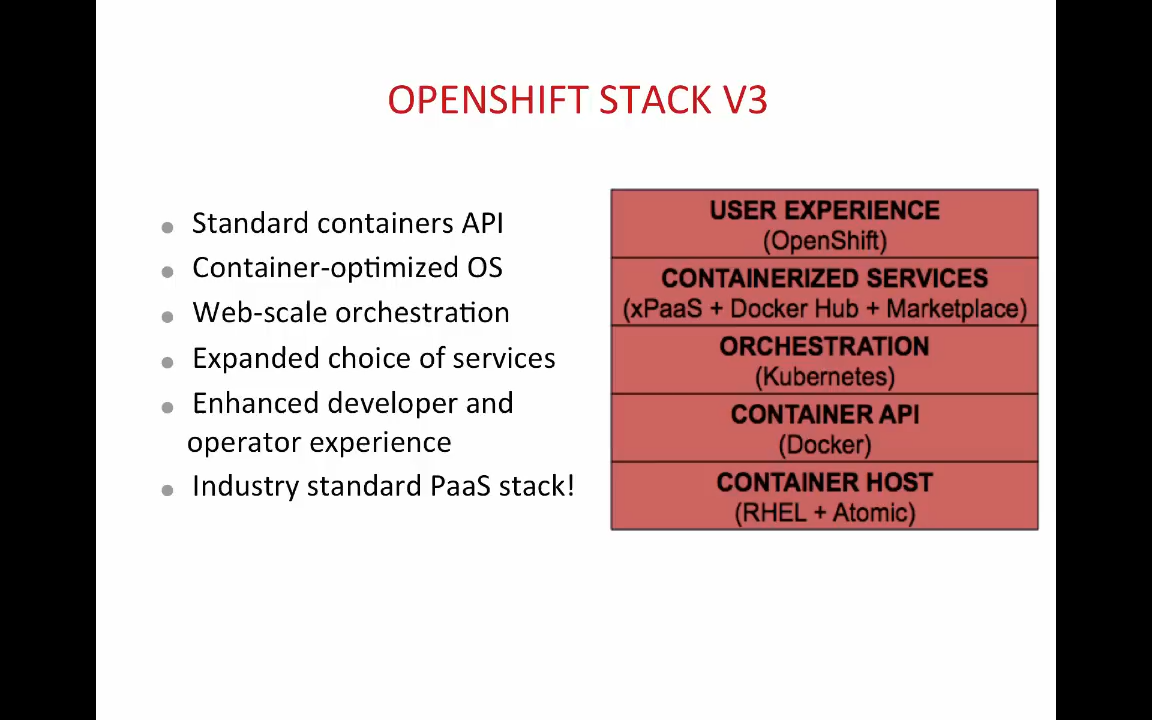 OPENSHIFT STACK V3
Standard containers API
Container-optimized OS
Web-scale orchestration
Expanded choice of services
Enhanced developer and
operator experience
Industry standard PaaS stack!
USER EXPERIENCE
(OpenShift)
CONTAINERIZED SERVICES
(xPaaS + Docker Hub + Marketplace)
ORCHESTRATION
(Kubernetes)
CONTAINER API
(Docker)
CONTAINER HOST
(RHEL + Atomic)